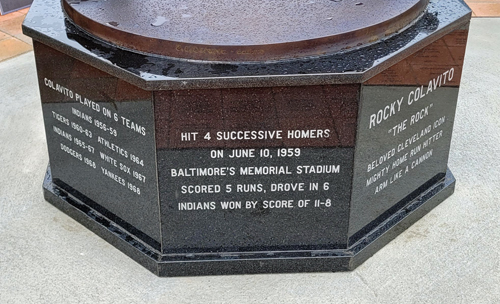 COLAVITO PLAYED ON 6 TEAMS
INDIANS 1956-59
TIGERS 1960-63 ATHLETICS 1964
INDIANS 1965-67 WHITE SOX 1967
DODGERS 1968 YANKEES 1968
HIT 4 SUCCESSIVE HOMERS
ON JUNE 10, 1959
BALTIMORE'S MEMORIAL STADIUM
SCORED 5 RUNS, DROVE IN 6
INDIANS WON BY SCORE OF 11-8
ROCKY COLAVITO
"THE ROCK"
BELOVED CLEVELAND ICON
MIGHTY HOME RUN HITTER
ARM LIKE A CANNON